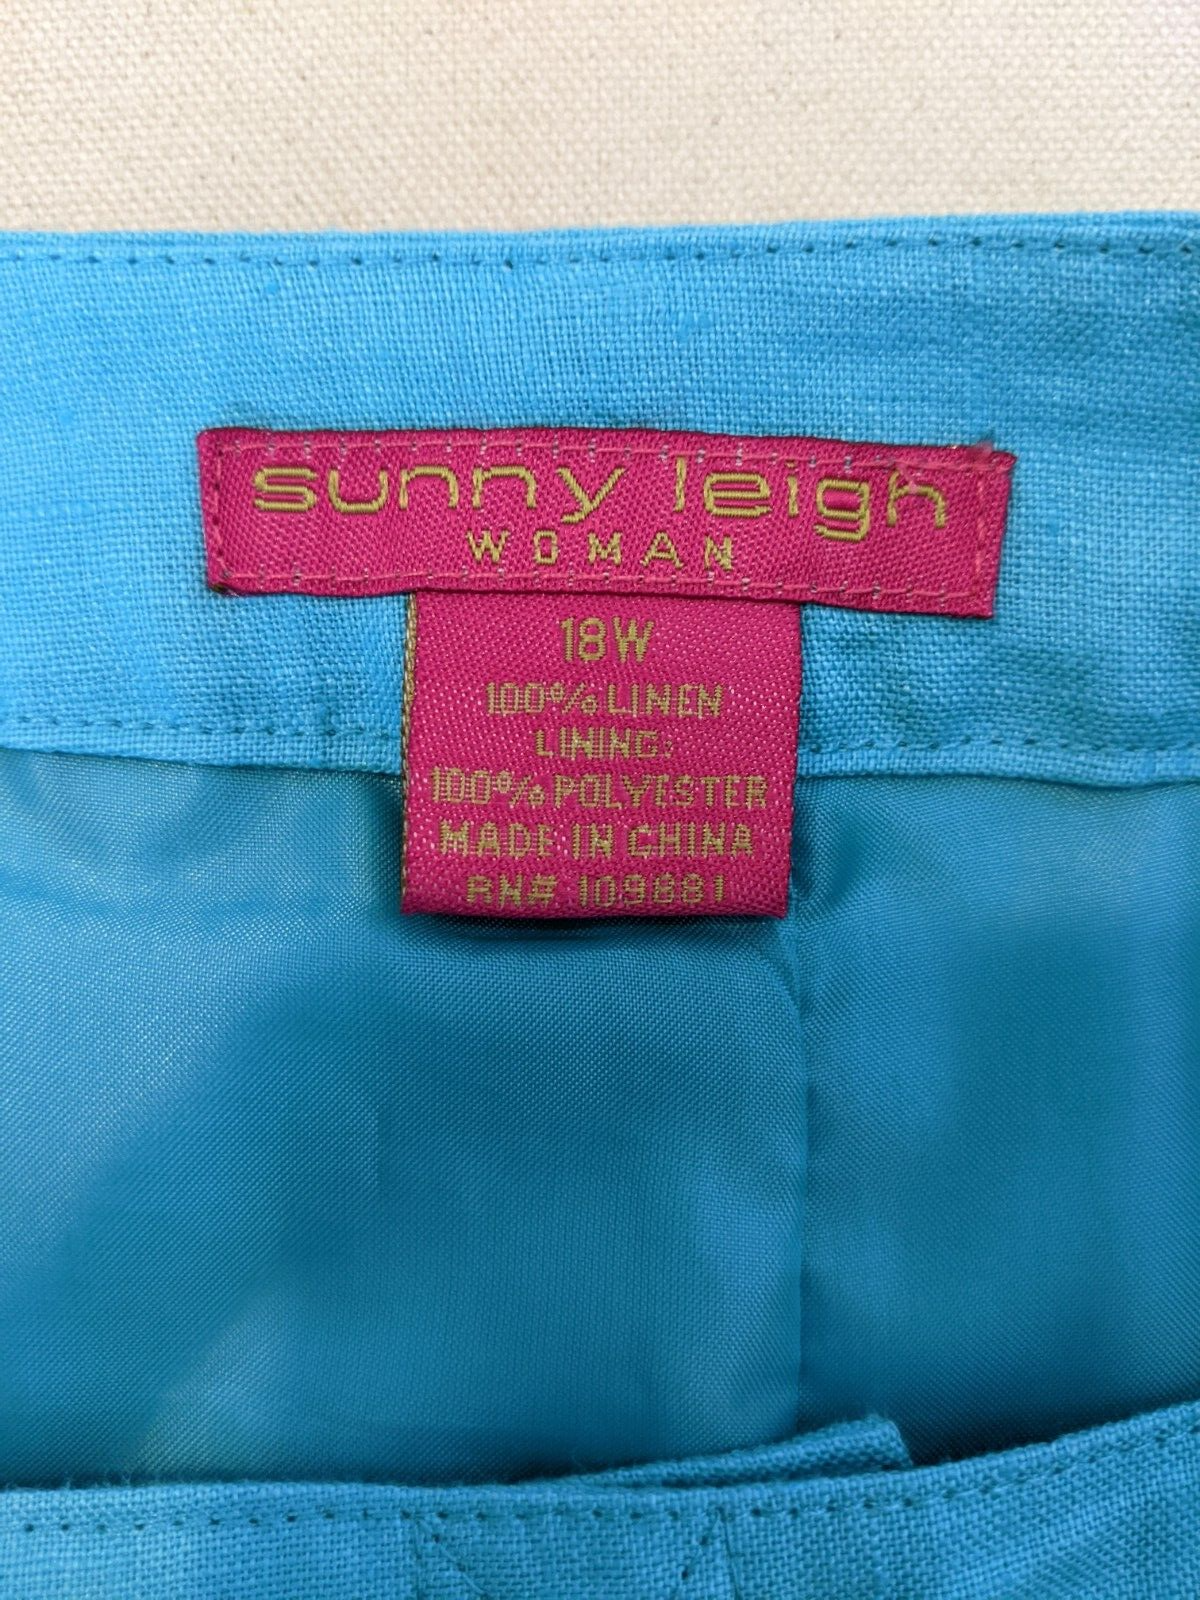 sunny leigh
WOMAN
18W
100% LINEN
LINING:
100% POLYESTER
MADE IN CHINA
RN# 109881